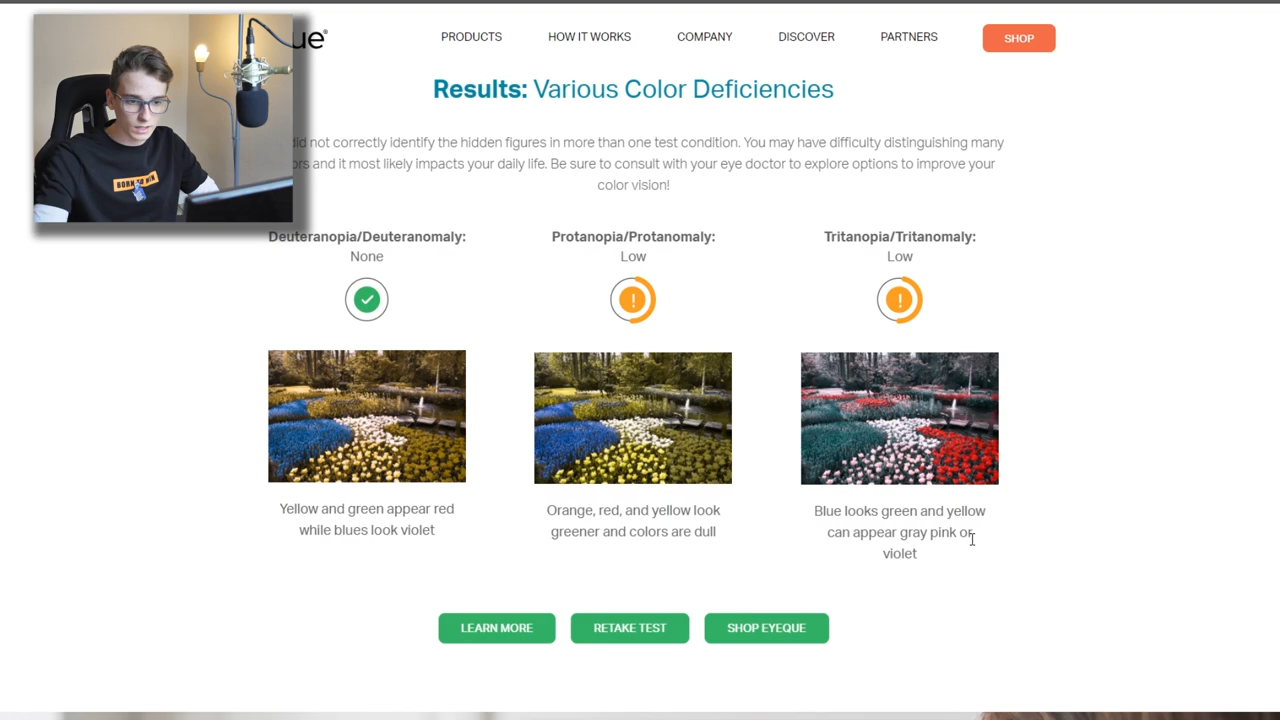 ue®
PRODUCTS
HOW IT WORKS
COMPANY
DISCOVER
PARTNERS
SHOP
Results: Various Color Deficiencies
did not correctly identify the hidden figures in more than one test condition. You may have difficulty distinguishing many
ors and it most likely impacts your daily life. Be sure to consult with your eye doctor to explore options to improve your
color vision!
BORN TO WIN
Deuteranopia/Deuteranomaly:
None
Protanopia/Protanomaly:
Low
Tritanopia/Tritanomaly:
Low
Yellow and green appear red
while blues look violet
Orange, red, and yellow look
greener and colors are dull
Blue looks green and yellow
can appear gray pink or
violet
LEARN MORE
RETAKE TEST
SHOP EYEQUE